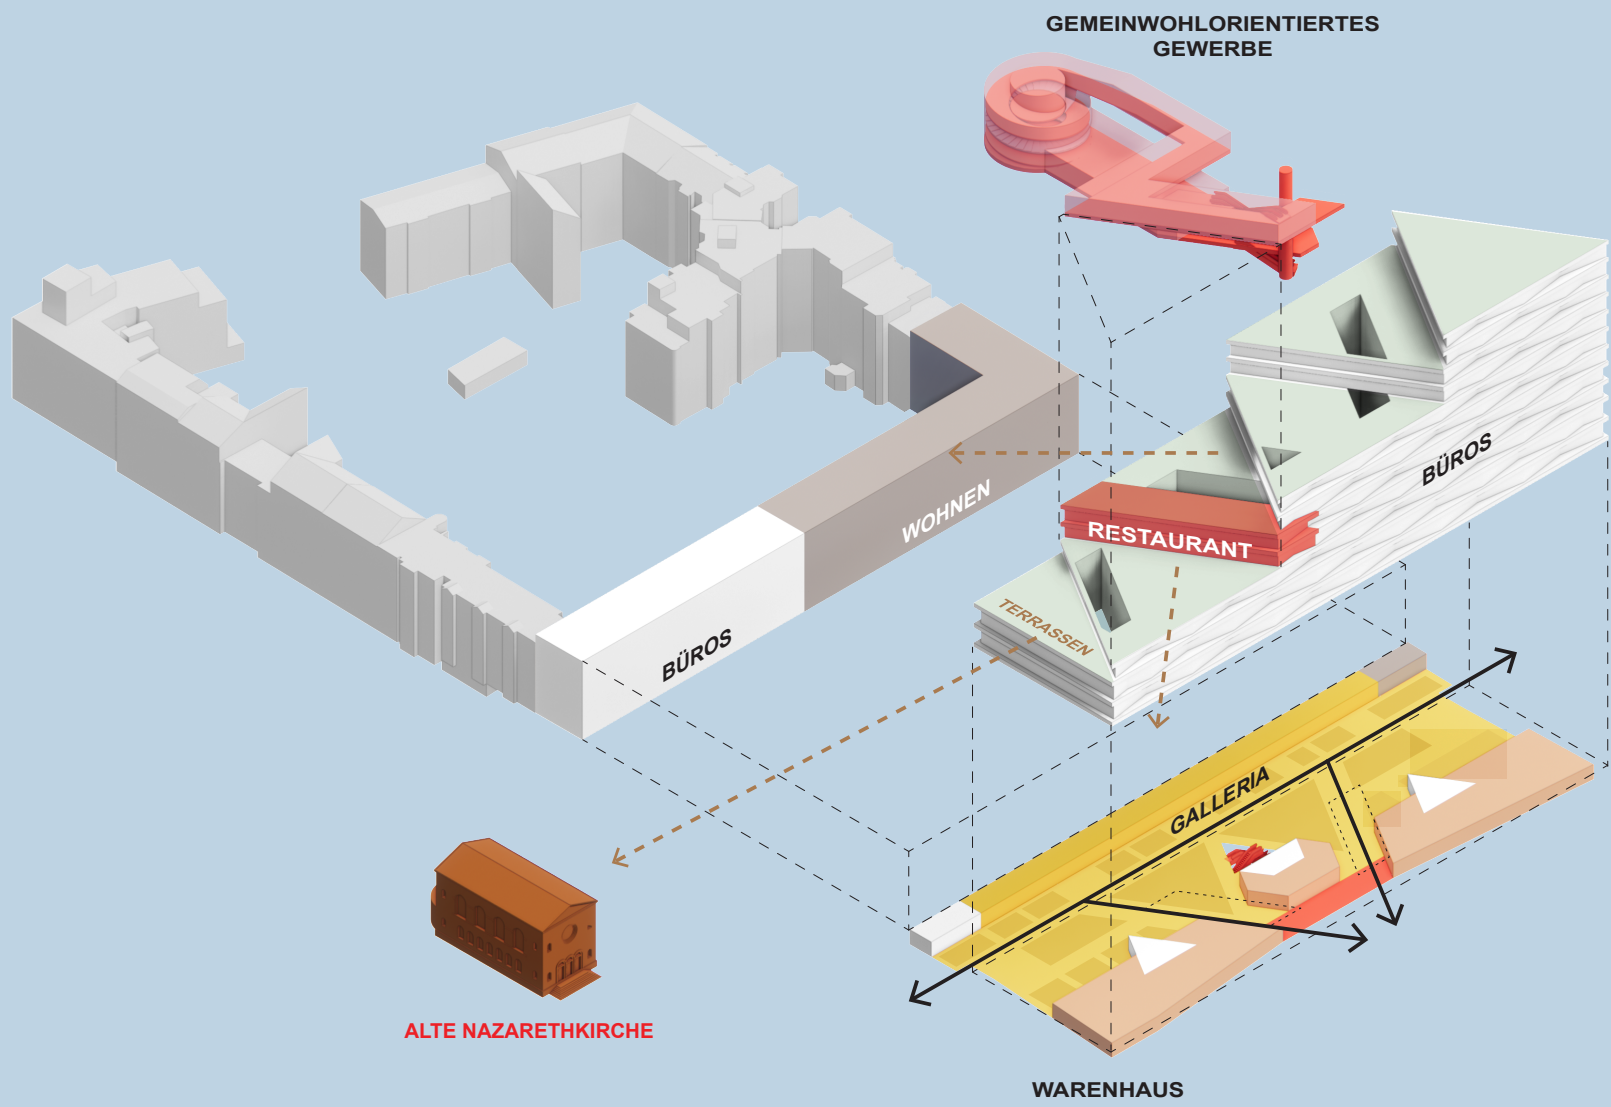 GEMEINWOHLORIENTIERTES
GEWERBE
BÜROS
WOHNEN
RESTAURANT
TERRASSEN
BÜROS
GALLERIA
ALTE NAZARETHKIRCHE
WARENHAUS